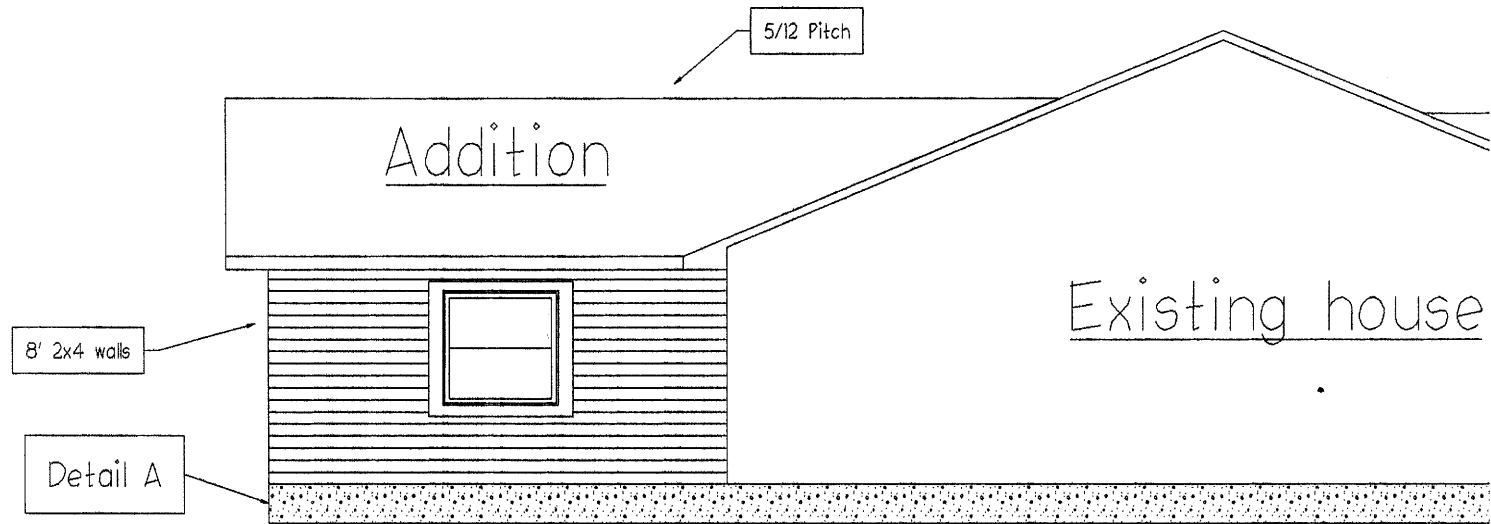 5/12 Pitch
Addition
Existing house
8' 2x4 walls
Detail A